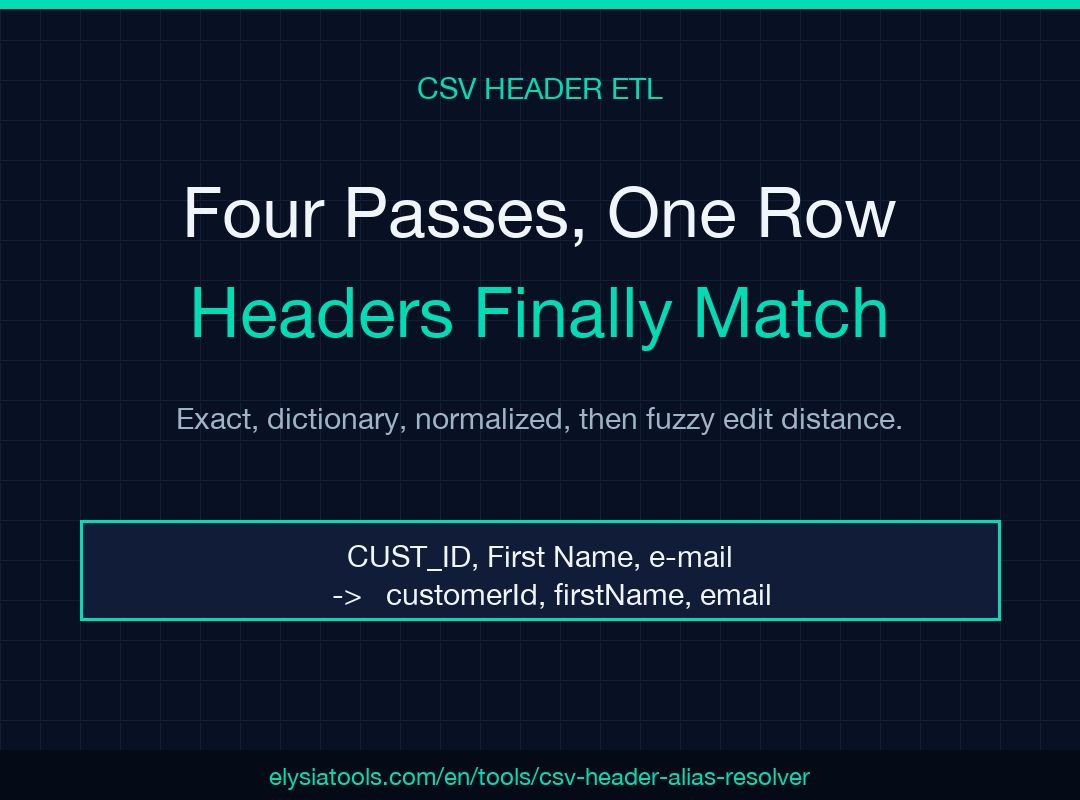 CSV HEADER ETL
Four Passes, One Row
Headers Finally Match
Exact, dictionary, normalized, then fuzzy edit distance.
CUST_ID, First Name, e-mail
-> customerId, firstName, email
elysiatools.com/en/tools/csv-header-alias-resolver